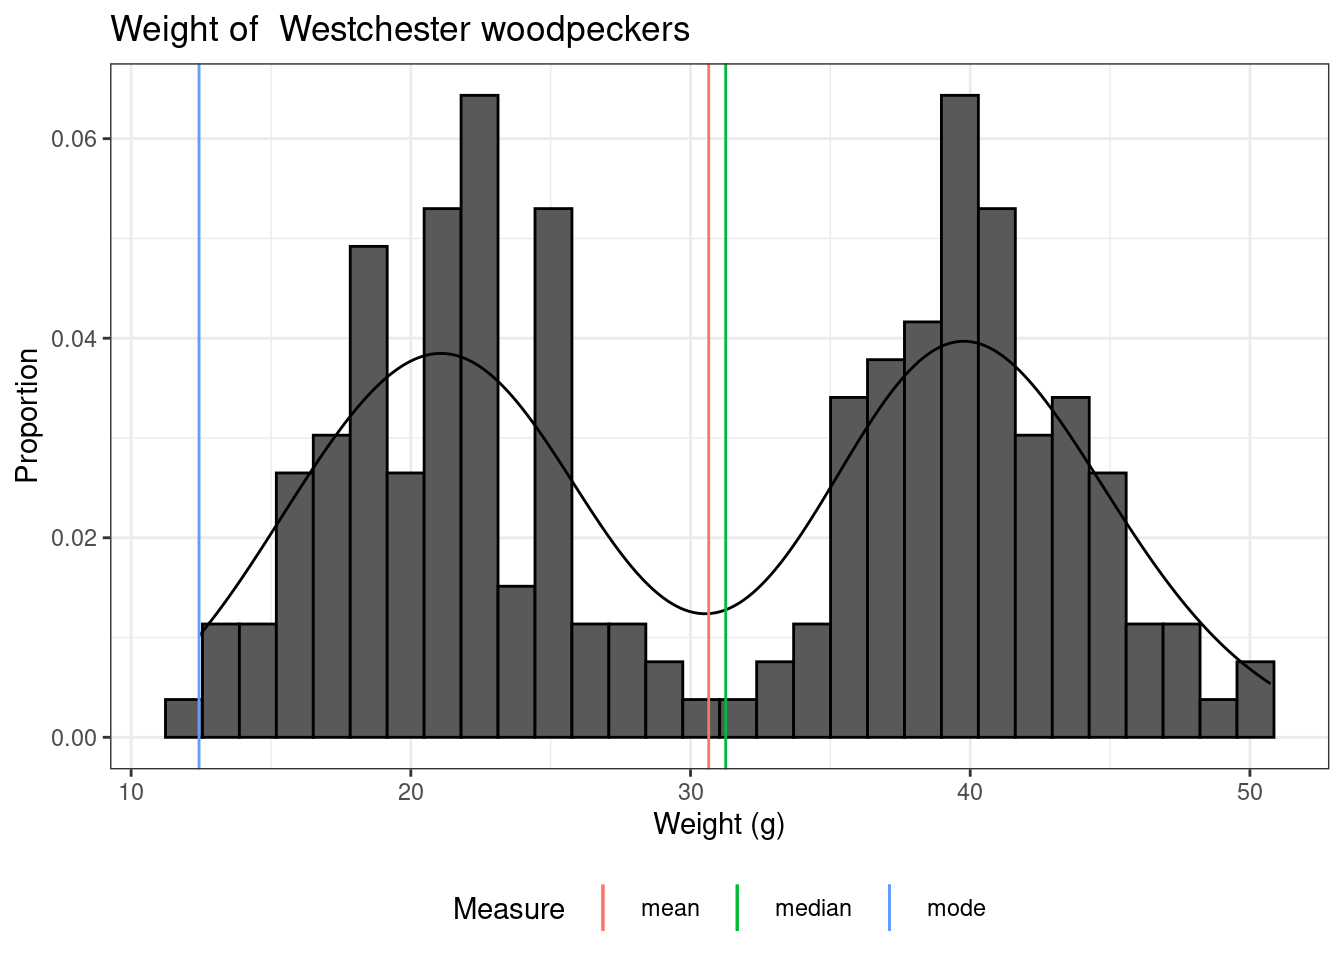 Weight of  Westchester woodpeckers
0.06
0.04
0.02
0.00
Proportion
10 20 30 40 50
Weight (g)
Measure mean median mode